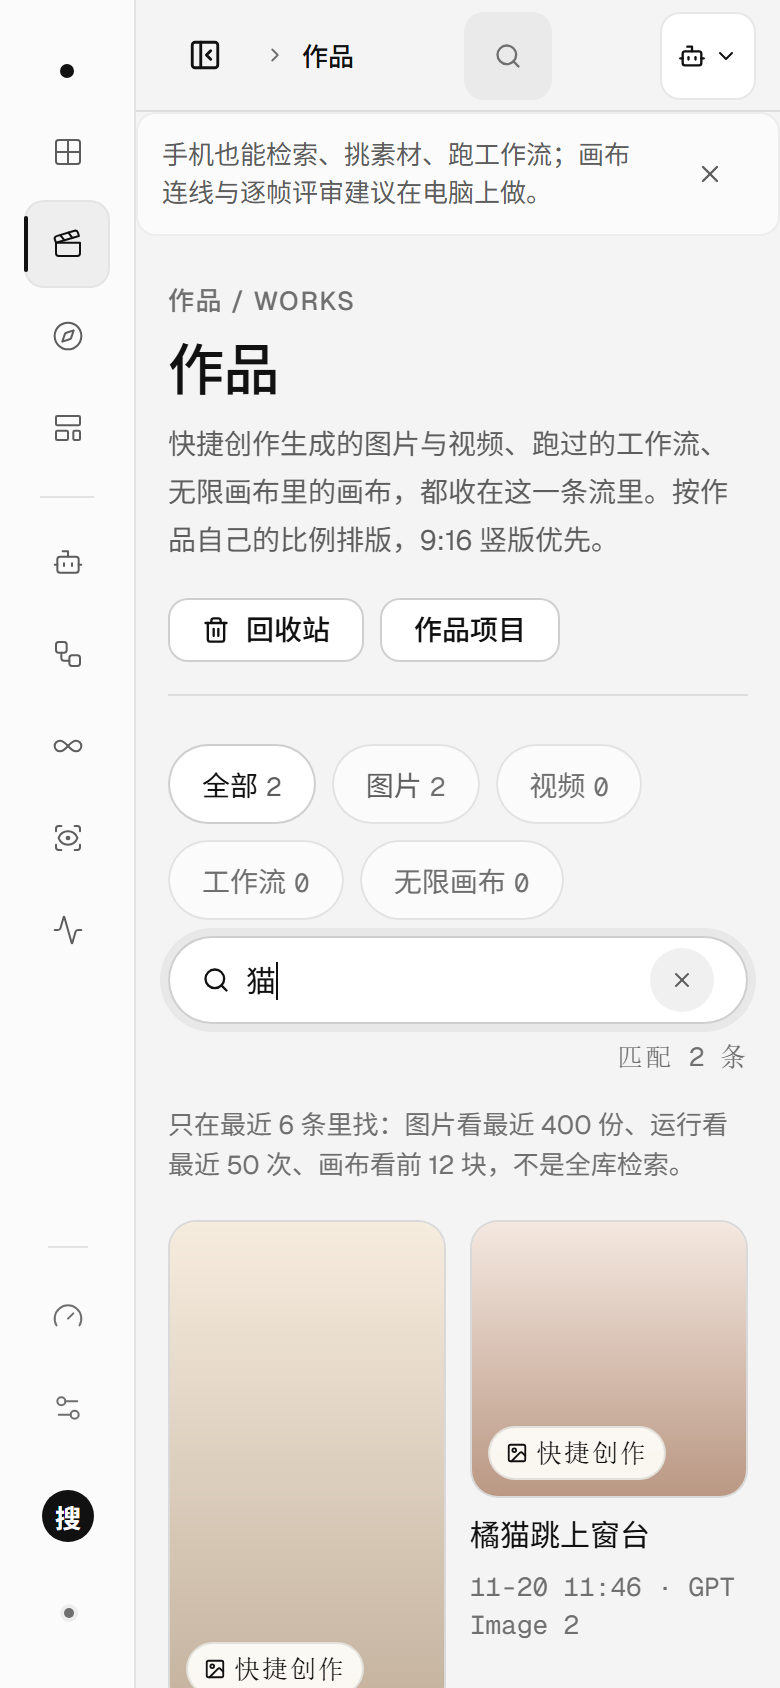 作品
手机也能检索、挑素材、跑工作流；画布
连线与逐帧评审建议在电脑上做。
作品 / WORKS
作品
快捷创作生成的图片与视频、跑过的工作流、
无限画布里的画布，都收在这一条流里。按作
品自己的比例排版，9:16 竖版优先。
回收站
作品项目
全部 2
图片 2
视频 0
工作流 0
无限画布 0
猫
匹配 2 条
只在最近 6 条里找：图片看最近 400 份、运行看
最近 50 次、画布看前 12 块，不是全库检索。
快捷创作
橘猫跳上窗台
11-20 11:46 · GPT
Image 2
快捷创作
搜